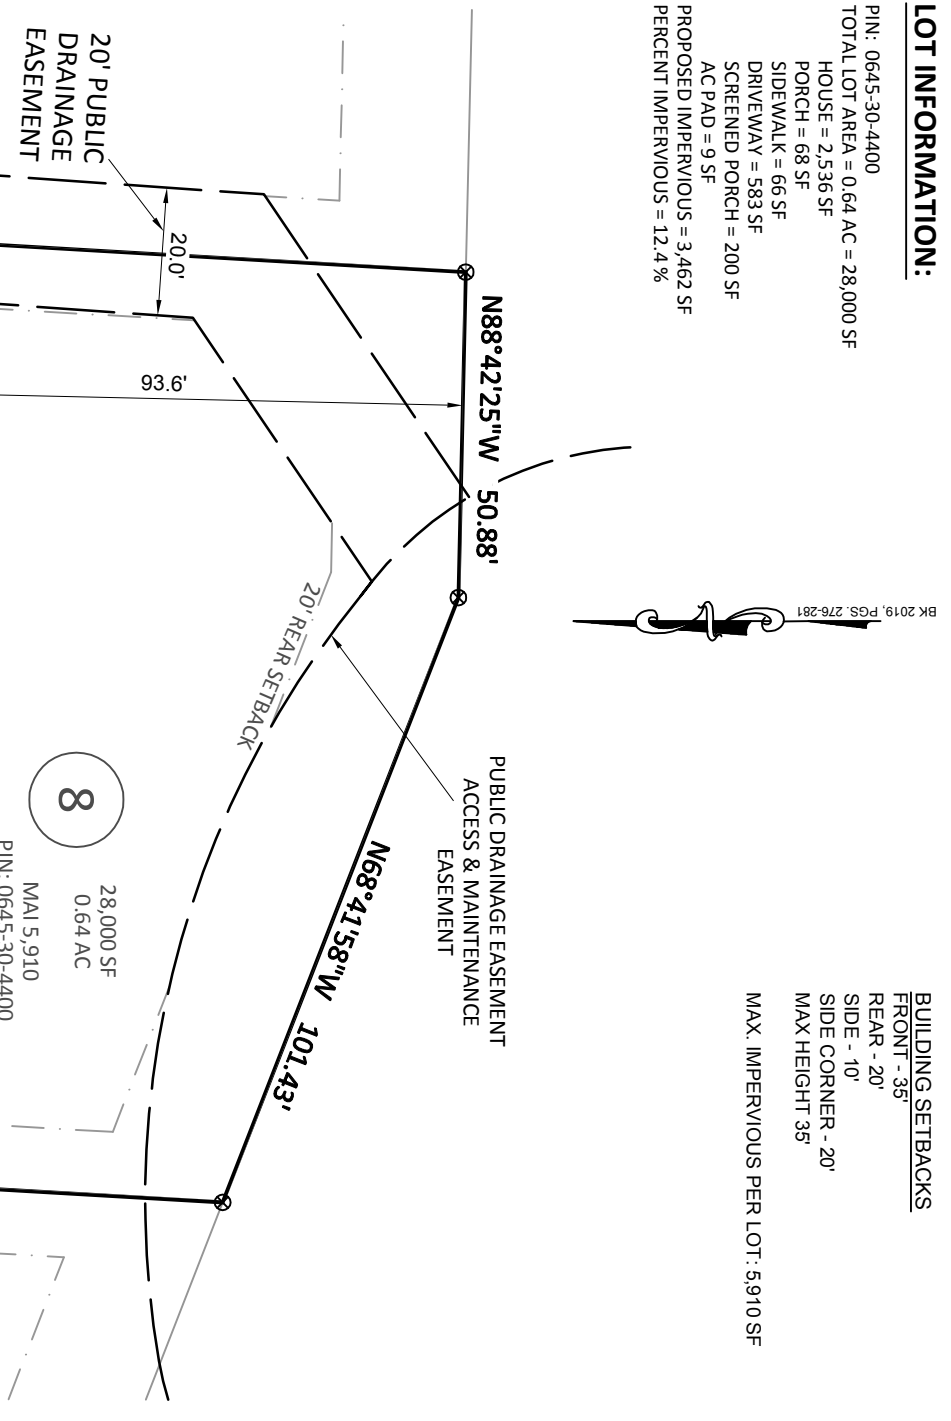 LOT INFORMATION:
PIN: 0645-30-4400
TOTAL LOT AREA = 0.64 AC = 28,000 SF
HOUSE = 2,536 SF
PORCH = 68 SF
SIDEWALK = 66 SF
DRIVEWAY = 583 SF
SCREENED PORCH = 200 SF
AC PAD = 9 SF
PROPOSED IMPERVIOUS = 3,462 SF
PERCENT IMPERVIOUS = 12.4 %
BK 2019, PGS. 276-281
BUILDING SETBACKS
FRONT - 35'
REAR - 20'
SIDE - 10'
SIDE CORNER - 20'
MAX HEIGHT 35'
MAX. IMPERVIOUS PER LOT: 5,910 SF
N88°42'25"W 50.88'
PUBLIC DRAINAGE EASEMENT
ACCESS & MAINTENANCE
EASEMENT
N68°41'58"W 101.43'
20' REAR SETBACK
93.6'
20.0'
20' PUBLIC
DRAINAGE
EASEMENT
8
28,000 SF
0.64 AC
MAI 5,910
PIN: 0645-30-4400